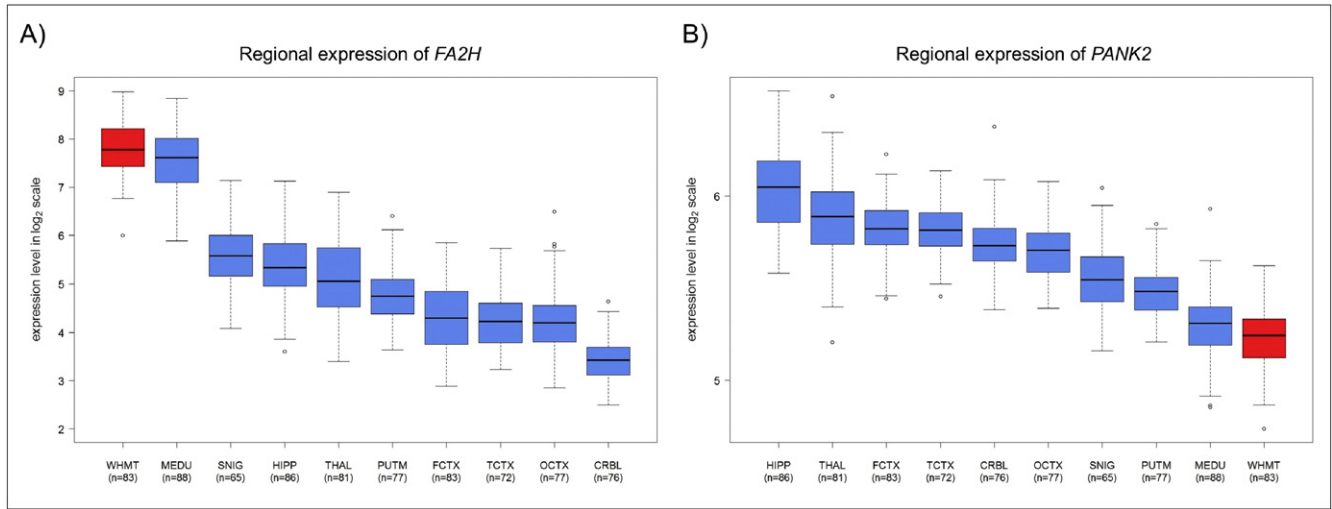 A)
Regional expression of FA2H
expression level in log2 scale
9
8
7
6
5
4
3
2
WHMT MEDU SNIG HIPP THAL PUTM FCTX TCTX OCTX CRBL
(n=83) (n=88) (n=65) (n=86) (n=81) (n=77) (n=83) (n=72) (n=77) (n=76)
B)
Regional expression of PANK2
expression level in log2 scale
6
5
HIPP THAL FCTX TCTX CRBL OCTX SNIG PUTM MEDU WHMT
(n=86) (n=81) (n=83) (n=72) (n=76) (n=77) (n=65) (n=77) (n=88) (n=83)